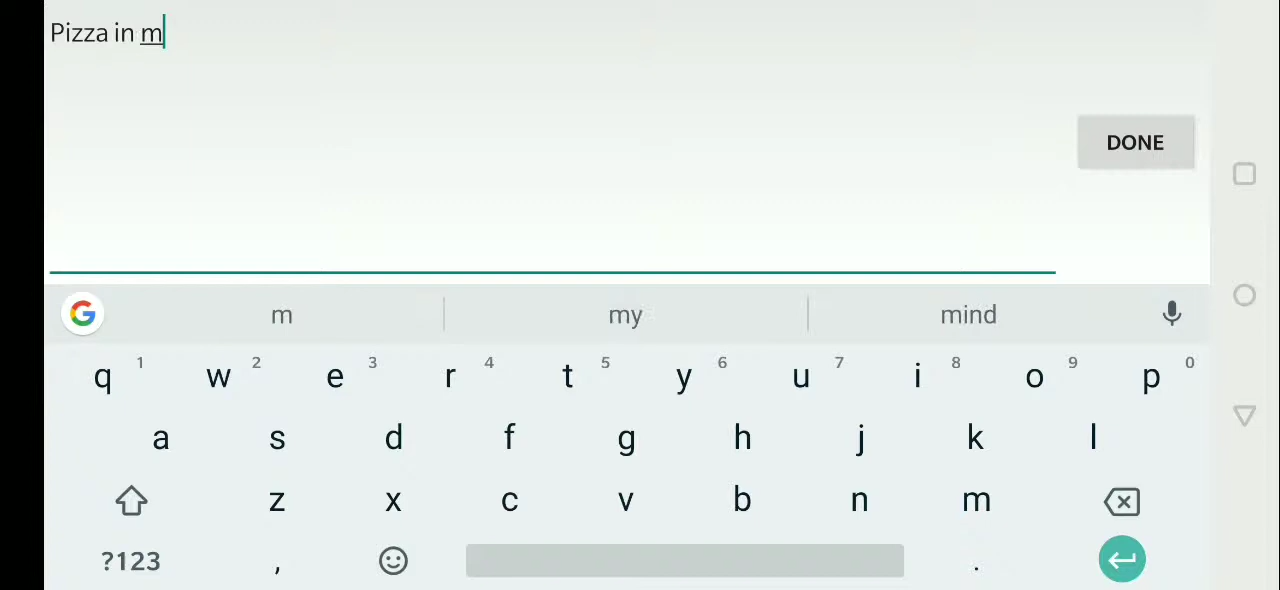 Pizza in m
DONE
m my mind
q 1 w 2 e 3 r 4 t 5 y 6 u 7 i 8 o 9 p 0
a s d f g h j k l
z x c v b n m
?123 , .